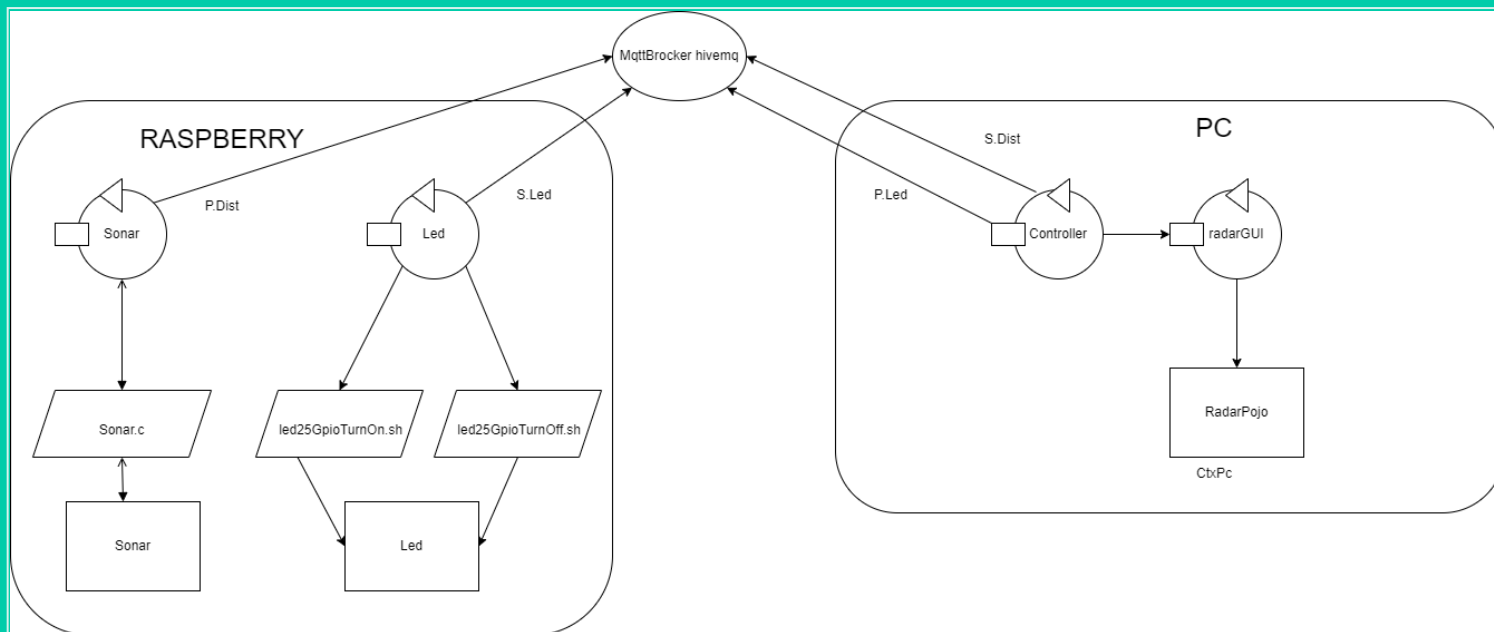 MqttBrocker hivemq
RASPBERRY
PC
P.Dist
S.Led
S.Dist
P.Led
Sonar
Led
Controller
radarGUI
Sonar.c
led25GpioTurnOn.sh
led25GpioTurnOff.sh
RadarPojo
CtxPc
Sonar
Led